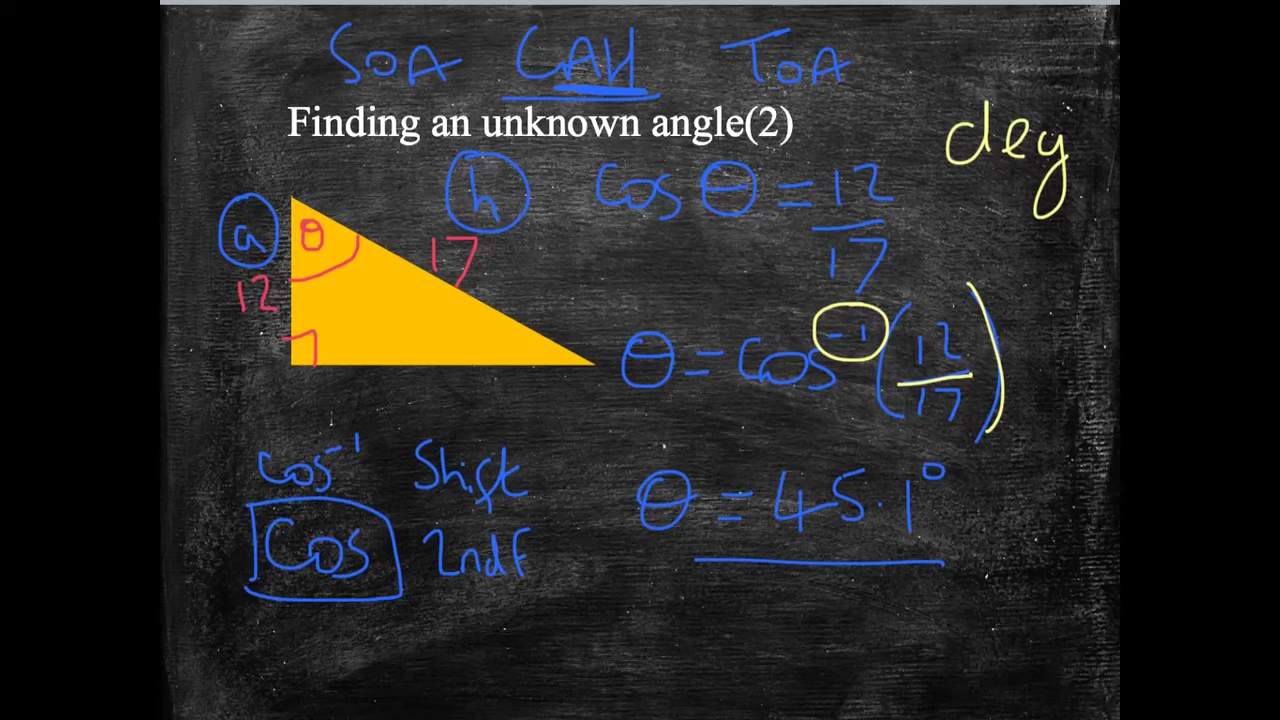 SOA CAH TOA
Finding an unknown angle(2)
deg
h
cos θ = 12/17
a
θ
17
12
θ = cos⁻¹(12/17)
cos⁻¹ Shift
Cos 2ndF
θ = 45.1°